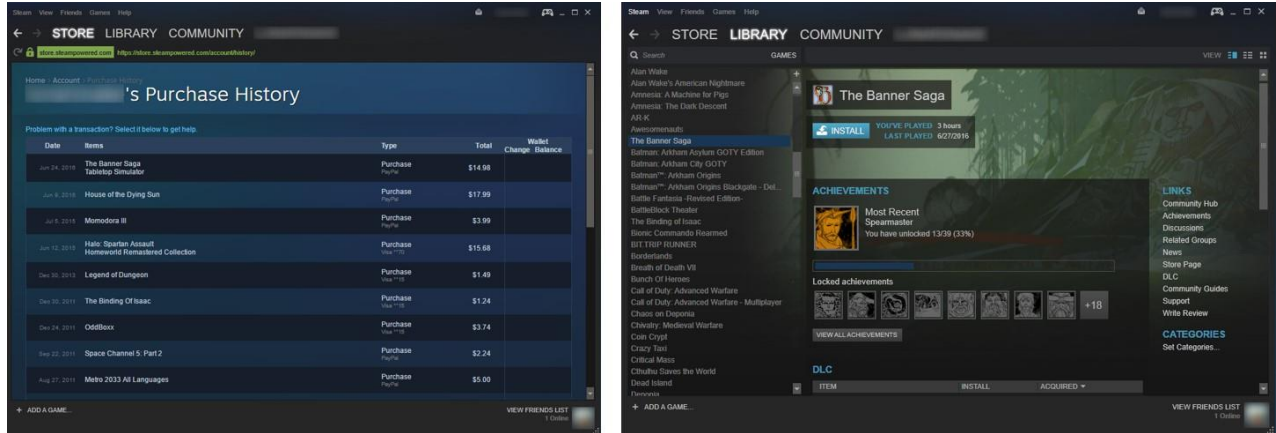 Steam View Friends Games Help
STORE LIBRARY COMMUNITY
store.steampowered.com https://store.steampowered.com/account/history/
Home › Account › Purchase History
's Purchase History
Problem with a transaction? Select it below to get help.
Date Items Type Total Wallet
Change Balance
Jun 24, 2016 The Banner Saga Purchase $14.98
Tabletop Simulator PayPal
House of the Dying Sun Purchase $17.99
PayPal
Jul 5, 2015 Momodora III Purchase $3.99
PayPal
Jun 12, 2015 Halo: Spartan Assault Purchase $15.68
Homeworld Remastered Collection
Dec 30, 2013 Legend of Dungeon Purchase $1.49
Dec 30, 2011 The Binding Of Isaac Purchase $1.24
Dec 24, 2011 OddBoxx Purchase $3.74
Sep 22, 2011 Space Channel 5: Part 2 Purchase $2.24
PayPal
Aug 27, 2011 Metro 2033 All Languages Purchase $5.00
PayPal
+ ADD A GAME... VIEW FRIENDS LIST
1 Online
Steam View Friends Games Help
STORE LIBRARY COMMUNITY
Search GAMES VIEW
Alan Wake
Alan Wake's American Nightmare
Amnesia: A Machine for Pigs
Amnesia: The Dark Descent
AR-K
Awesomenauts
The Banner Saga
Batman: Arkham Asylum GOTY Edition
Batman: Arkham City GOTY
Batman™: Arkham Origins
Batman™: Arkham Origins Blackgate - Del...
Battle Fantasia -Revised Edition-
BattleBlock Theater
The Binding of Isaac
Bionic Commando Rearmed
BIT.TRIP RUNNER
Borderlands
Breath of Death VII
Bunch Of Heroes
Call of Duty: Advanced Warfare
Call of Duty: Advanced Warfare - Multiplayer
Chaos on Deponia
Chivalry: Medieval Warfare
Coin Crypt
Crazy Taxi
Critical Mass
Cthulhu Saves the World
Dead Island
Deponia
The Banner Saga
INSTALL YOU'VE PLAYED 3 hours
LAST PLAYED 6/27/2016
ACHIEVEMENTS
Most Recent
Spearmaster
You have unlocked 13/39 (33%)
Locked achievements
+18
VIEW ALL ACHIEVEMENTS
DLC
ITEM INSTALL ACQUIRED
LINKS
Community Hub
Achievements
Discussions
Related Groups
News
Store Page
DLC
Community Guides
Support
Write Review
CATEGORIES
Set Categories...
+ ADD A GAME... VIEW FRIENDS LIST
1 Online